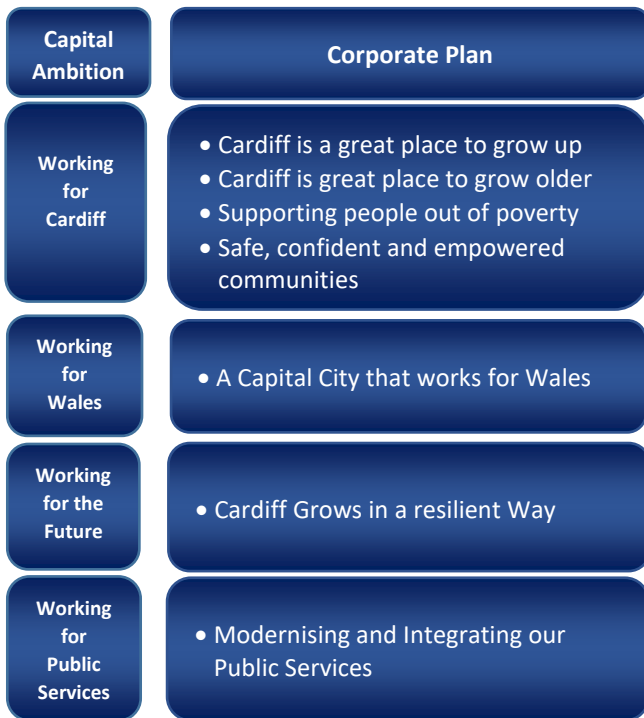 Capital
Ambition
Corporate Plan
Working
for
Cardiff
• Cardiff is a great place to grow up
• Cardiff is great place to grow older
• Supporting people out of poverty
• Safe, confident and empowered
communities
Working
for
Wales
• A Capital City that works for Wales
Working
for the
Future
• Cardiff Grows in a resilient Way
Working
for
Public
Services
• Modernising and Integrating our
Public Services